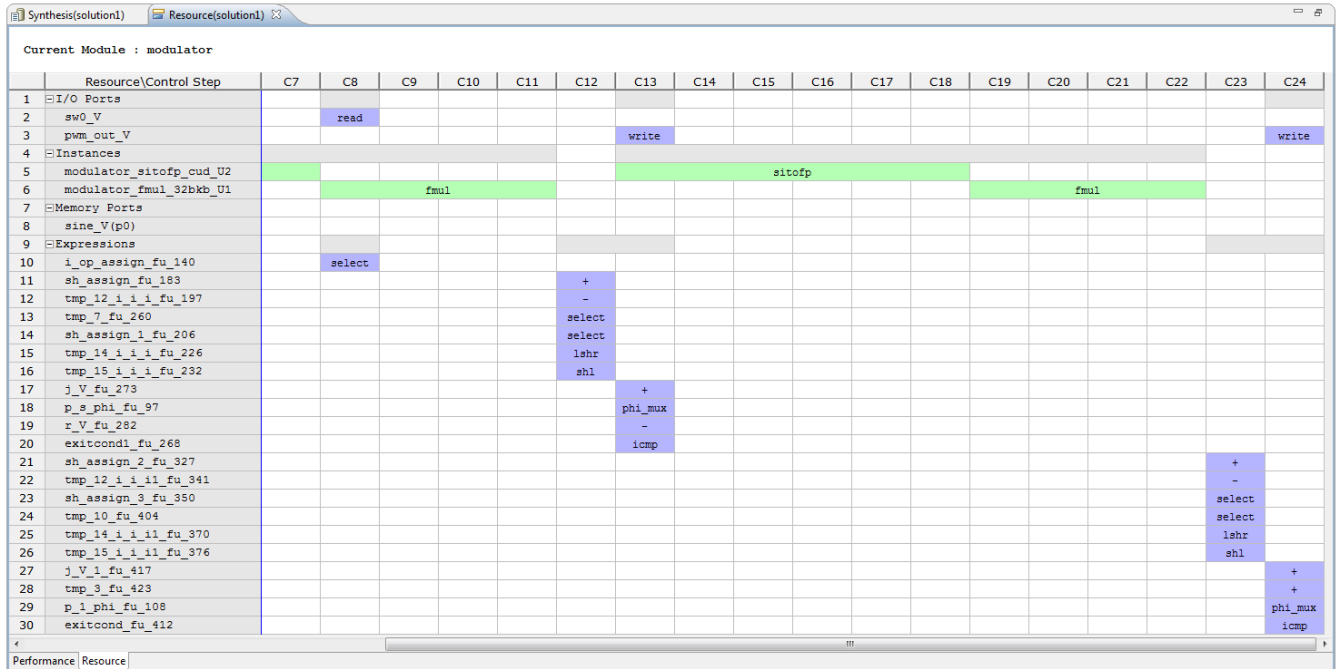 Synthesis(solution1) Resource(solution1)
Current Module : modulator
Resource\Control Step C7 C8 C9 C10 C11 C12 C13 C14 C15 C16 C17 C18 C19 C20 C21 C22 C23 C24
1 I/O Ports
2 sw0_V read
3 pwm_out_V write write
4 Instances
5 modulator_sitofp_cud_U2 sitofp
6 modulator_fmul_32bkb_U1 fmul fmul
7 Memory Ports
8 sine_V(p0)
9 Expressions
10 i_op_assign_fu_140 select
11 sh_assign_fu_183 +
12 tmp_12_i_i_i_fu_197 -
13 tmp_7_fu_260 select
14 sh_assign_1_fu_206 select
15 tmp_14_i_i_i_fu_226 lshr
16 tmp_15_i_i_i_fu_232 shl
17 j_V_fu_273 +
18 p_s_phi_fu_97 phi_mux
19 r_V_fu_282 -
20 exitcond1_fu_268 icmp
21 sh_assign_2_fu_327 +
22 tmp_12_i_i_i1_fu_341 -
23 sh_assign_3_fu_350 select
24 tmp_10_fu_404 select
25 tmp_14_i_i_i1_fu_370 lshr
26 tmp_15_i_i_i1_fu_376 shl
27 j_V_1_fu_417 +
28 tmp_3_fu_423 +
29 p_1_phi_fu_108 phi_mux
30 exitcond_fu_412 icmp
Performance Resource